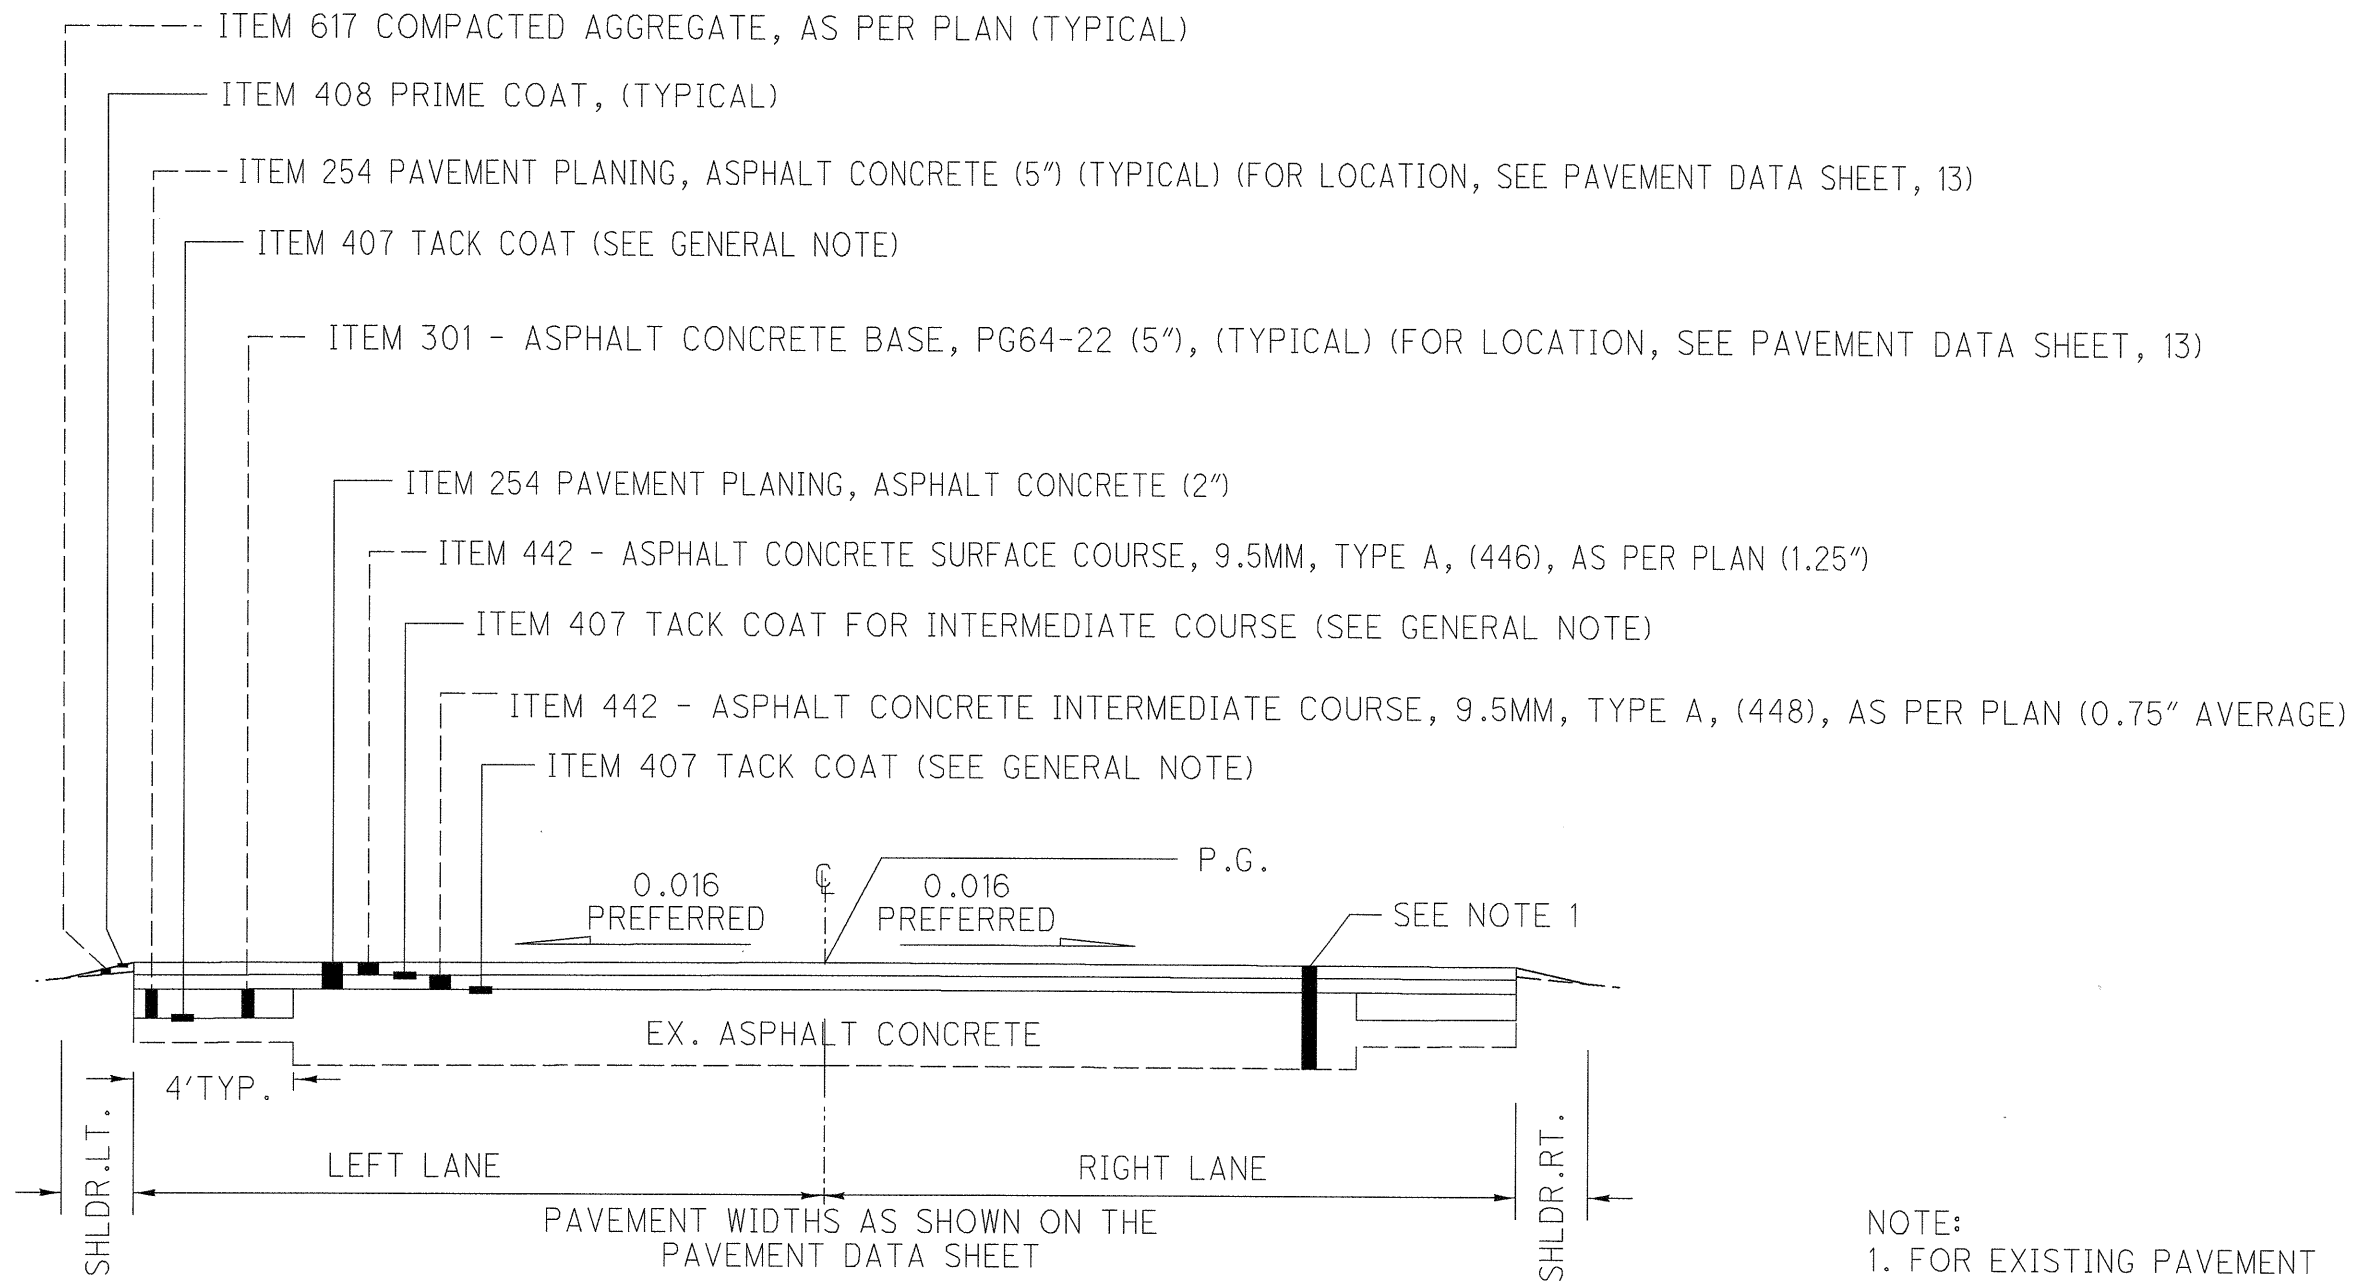 ITEM 617 COMPACTED AGGREGATE, AS PER PLAN (TYPICAL)
ITEM 408 PRIME COAT, (TYPICAL)
ITEM 254 PAVEMENT PLANING, ASPHALT CONCRETE (5") (TYPICAL) (FOR LOCATION, SEE PAVEMENT DATA SHEET, 13)
ITEM 407 TACK COAT (SEE GENERAL NOTE)
ITEM 301 - ASPHALT CONCRETE BASE, PG64-22 (5"), (TYPICAL) (FOR LOCATION, SEE PAVEMENT DATA SHEET, 13)
ITEM 254 PAVEMENT PLANING, ASPHALT CONCRETE (2")
ITEM 442 - ASPHALT CONCRETE SURFACE COURSE, 9.5MM, TYPE A, (446), AS PER PLAN (1.25")
ITEM 407 TACK COAT FOR INTERMEDIATE COURSE (SEE GENERAL NOTE)
ITEM 442 - ASPHALT CONCRETE INTERMEDIATE COURSE, 9.5MM, TYPE A, (448), AS PER PLAN (0.75" AVERAGE)
ITEM 407 TACK COAT (SEE GENERAL NOTE)
P.G.
0.016
PREFERRED
℄
0.016
PREFERRED
SEE NOTE 1
EX. ASPHALT CONCRETE
4'TYP.
SHLDR.LT.
LEFT LANE
RIGHT LANE
SHLDR.RT.
PAVEMENT WIDTHS AS SHOWN ON THE
PAVEMENT DATA SHEET
NOTE:
1. FOR EXISTING PAVEMENT